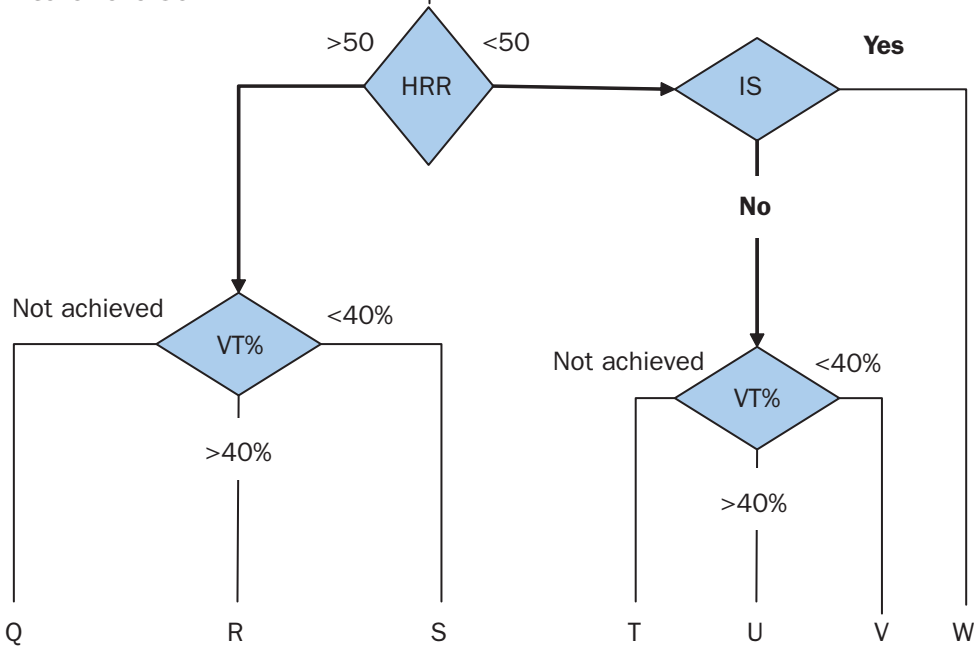 >50
<50
HRR
IS
Yes
No
Not achieved
<40%
VT%
>40%
Not achieved
<40%
VT%
>40%
Q
R
S
T
U
V
W